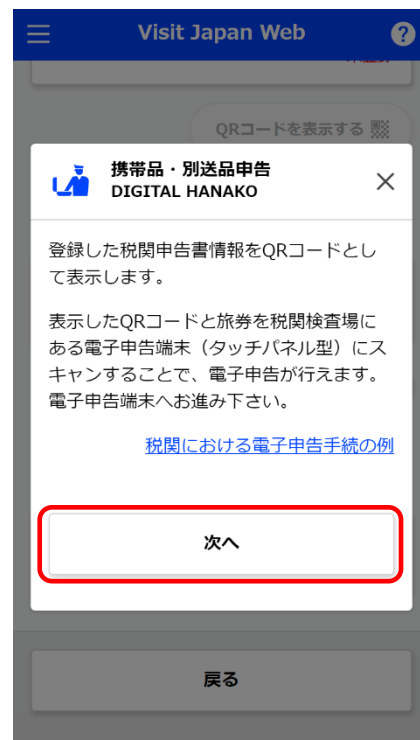 Visit Japan Web
QRコードを表示する
携帯品・別送品申告
DIGITAL HANAKO
登録した税関申告書情報をQRコードとし
て表示します。
表示したQRコードと旅券を税関検査場に
ある電子申告端末（タッチパネル型）にス
キャンすることで、電子申告が行えます。
電子申告端末へお進み下さい。
税関における電子申告手続の例
次へ
戻る